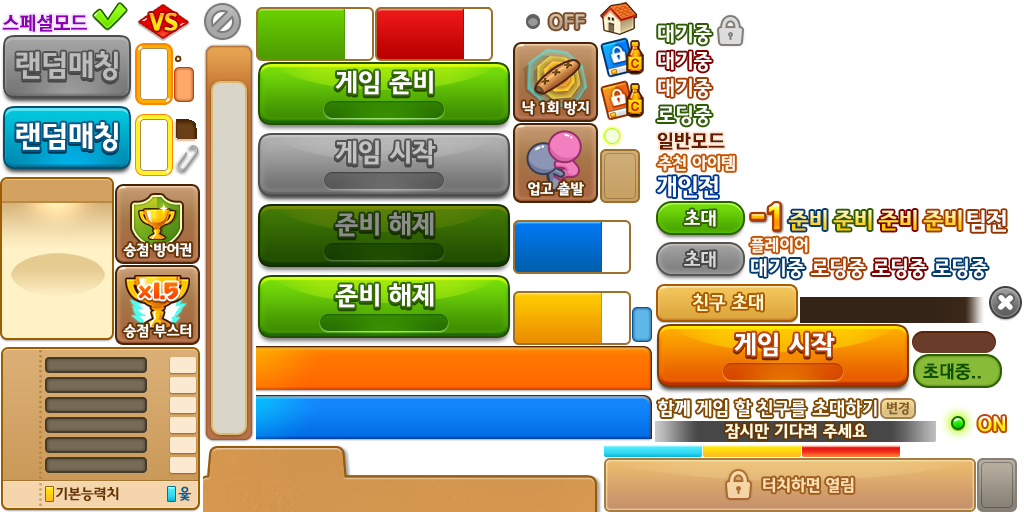 스페셜모드
VS
랜덤매칭
랜덤매칭
승점 방어권
X1.5
승점 부스터
기본능력치
옷
게임 준비
게임 시작
준비 해제
준비 해제
OFF
낙 1회 방지
업고 출발
대기중
대기중
대기중
로딩중
일반모드
추천 아이템
개인전
초대
-1 준비 준비 준비 준비 팀전
초대
플레이어
대기중 로딩중 로딩중 로딩중
친구 초대
게임 시작
초대중..
함께 게임 할 친구를 초대하기 변경
잠시만 기다려 주세요
ON
터치하면 열림